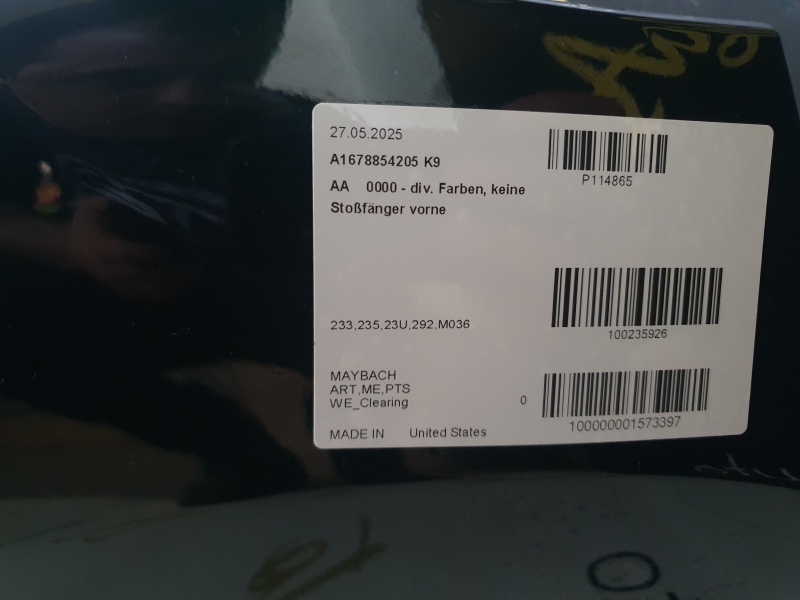 27.05.2025
A1678854205 K9
P114865
AA 0000 - div. Farben, keine
Stoßfänger vorne
233,235,23U,292,M036
100235926
MAYBACH
ART,ME,PTS
WE_Clearing
0
100000001573397
MADE IN United States